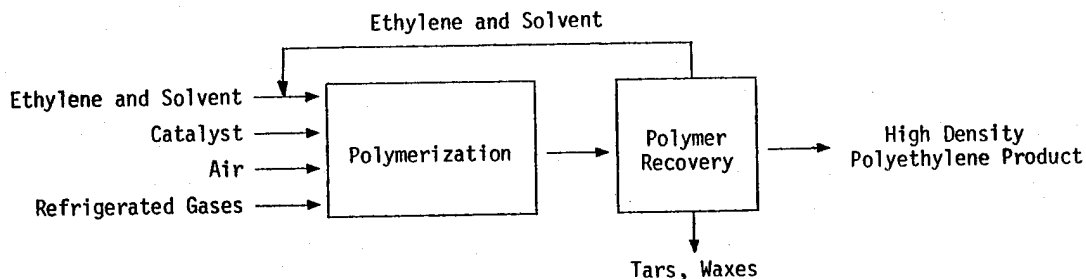 Ethylene and Solvent
Ethylene and Solvent
Catalyst
Air
Refrigerated Gases
Polymerization
Polymer
Recovery
High Density
Polyethylene Product
Tars, Waxes